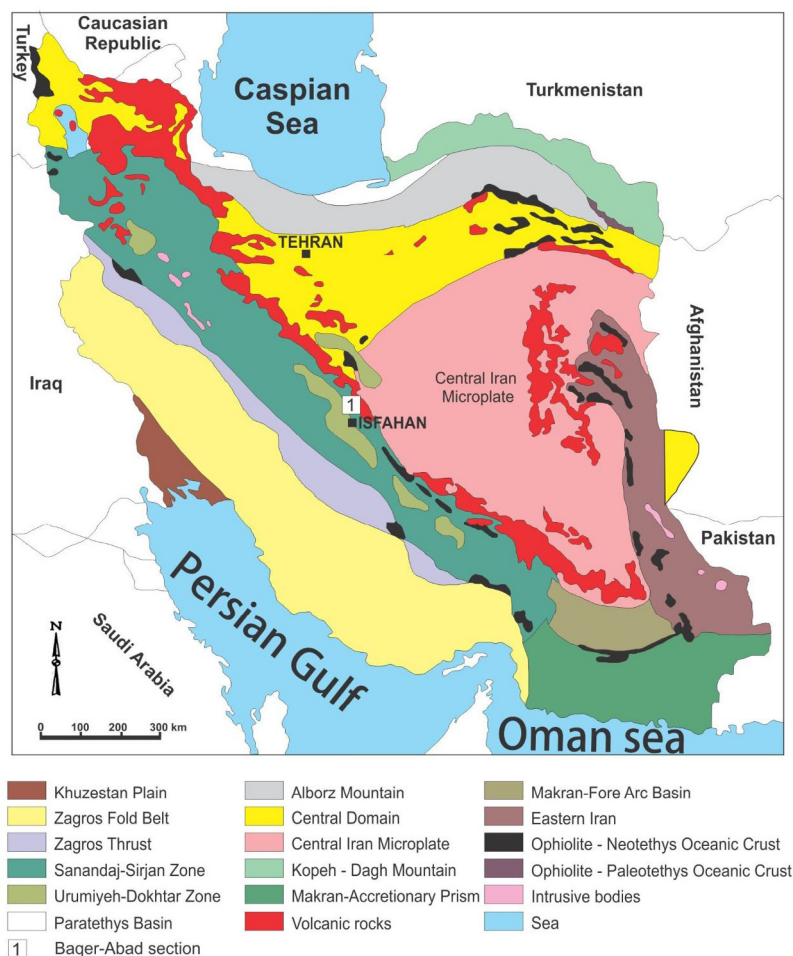 Caucasian
Republic
Turkey
Caspian
Sea
Turkmenistan
TEHRAN
Afghanistan
Iraq
Central Iran
Microplate
1
ISFAHAN
Pakistan
Persian Gulf
Saudi Arabia
N
0 100 200 300 km
Oman sea
Khuzestan Plain
Zagros Fold Belt
Zagros Thrust
Sanandaj-Sirjan Zone
Urumiyeh-Dokhtar Zone
Paratethys Basin
1 Baqer-Abad section
Alborz Mountain
Central Domain
Central Iran Microplate
Kopeh - Dagh Mountain
Makran-Accretionary Prism
Volcanic rocks
Makran-Fore Arc Basin
Eastern Iran
Ophiolite - Neotethys Oceanic Crust
Ophiolite - Paleotethys Oceanic Crust
Intrusive bodies
Sea